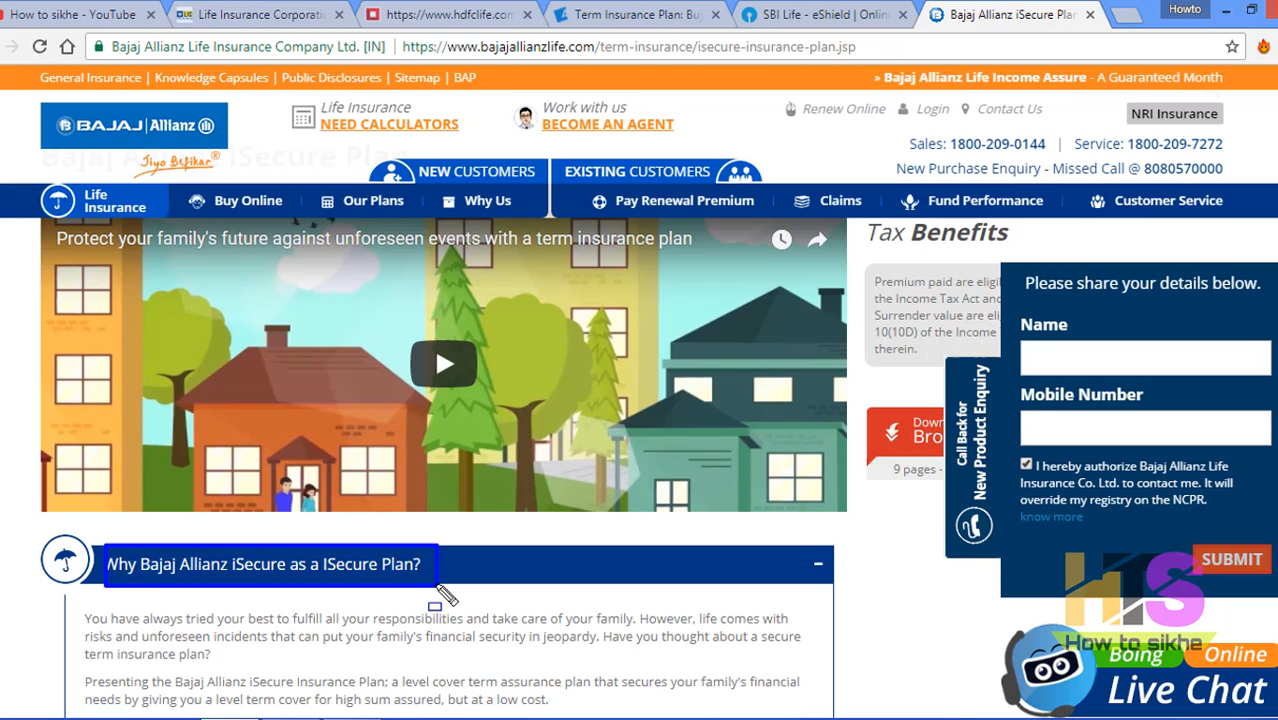 How to sikhe - YouTube
Life Insurance Corporatio
https://www.hdfclife.com
Term Insurance Plan: Buy
SBI Life - eShield | Online
Bajaj Allianz iSecure Plan
Howto
Bajaj Allianz Life Insurance Company Ltd. [IN]
https://www.bajajallianzlife.com/term-insurance/isecure-insurance-plan.jsp
General Insurance | Knowledge Capsules | Public Disclosures | Sitemap | BAP
» Bajaj Allianz Life Income Assure - A Guaranteed Month
BAJAJ | Allianz
Jiyo Befikar®
Bajaj Allianz iSecure Plan
Life Insurance
NEED CALCULATORS
Work with us
BECOME AN AGENT
Renew Online
Login
Contact Us
NRI Insurance
Sales: 1800-209-0144 | Service: 1800-209-7272
New Purchase Enquiry - Missed Call @ 8080570000
NEW CUSTOMERS
EXISTING CUSTOMERS
Life
Insurance
Buy Online
Our Plans
Why Us
Pay Renewal Premium
Claims
Fund Performance
Customer Service
Protect your family's future against unforeseen events with a term insurance plan
Tax Benefits
Premium paid are eligi
the Income Tax Act and
Surrender value are eli
10(10D) of the Income
therein.
Down
Bro
9 pages -
Call Back for
New Product Enquiry
Please share your details below.
Name
Mobile Number
I hereby authorize Bajaj Allianz Life
Insurance Co. Ltd. to contact me. It will
override my registry on the NCPR.
know more
SUBMIT
Why Bajaj Allianz iSecure as a ISecure Plan?
You have always tried your best to fulfill all your responsibilities and take care of your family. However, life comes with
risks and unforeseen incidents that can put your family's financial security in jeopardy. Have you thought about a secure
term insurance plan?
Presenting the Bajaj Allianz iSecure Insurance Plan; a level cover term assurance plan that secures your family's financial
needs by giving you a level term cover for high sum assured, but at a low cost.
HTS
How to sikhe
Boing
Online
Live Chat